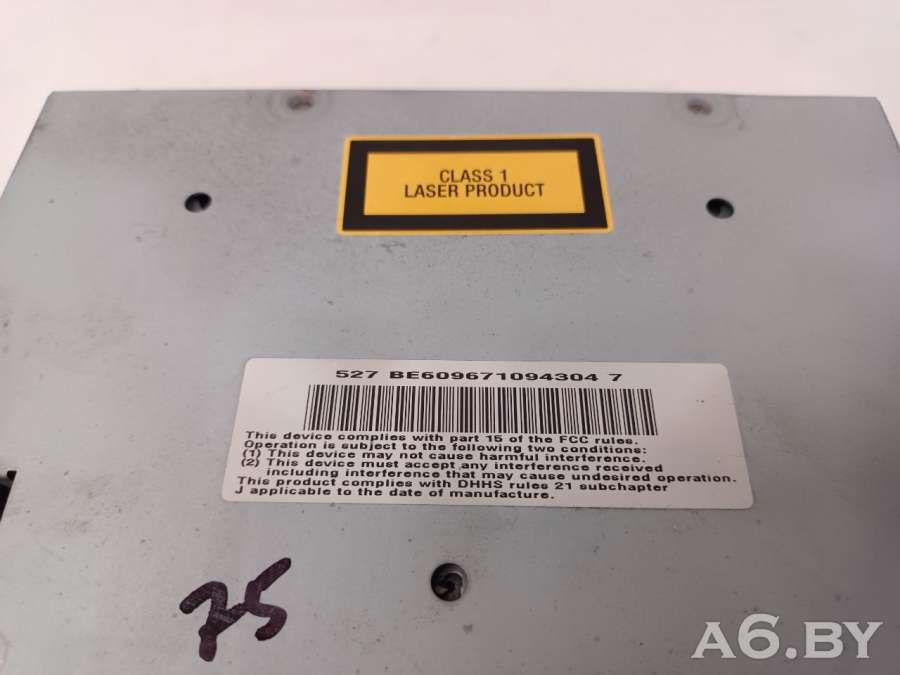 CLASS 1
LASER PRODUCT
527 BE609671094304 7
This device complies with part 15 of the FCC rules.
Operation is subject to the following two conditions:
(1) This device may not cause harmful interference.
(2) This device must accept any interference received
including interference that may cause undesired operation.
This product complies with DHHS rules 21 subchapter
J applicable to the date of manufacture.
75
A6.BY